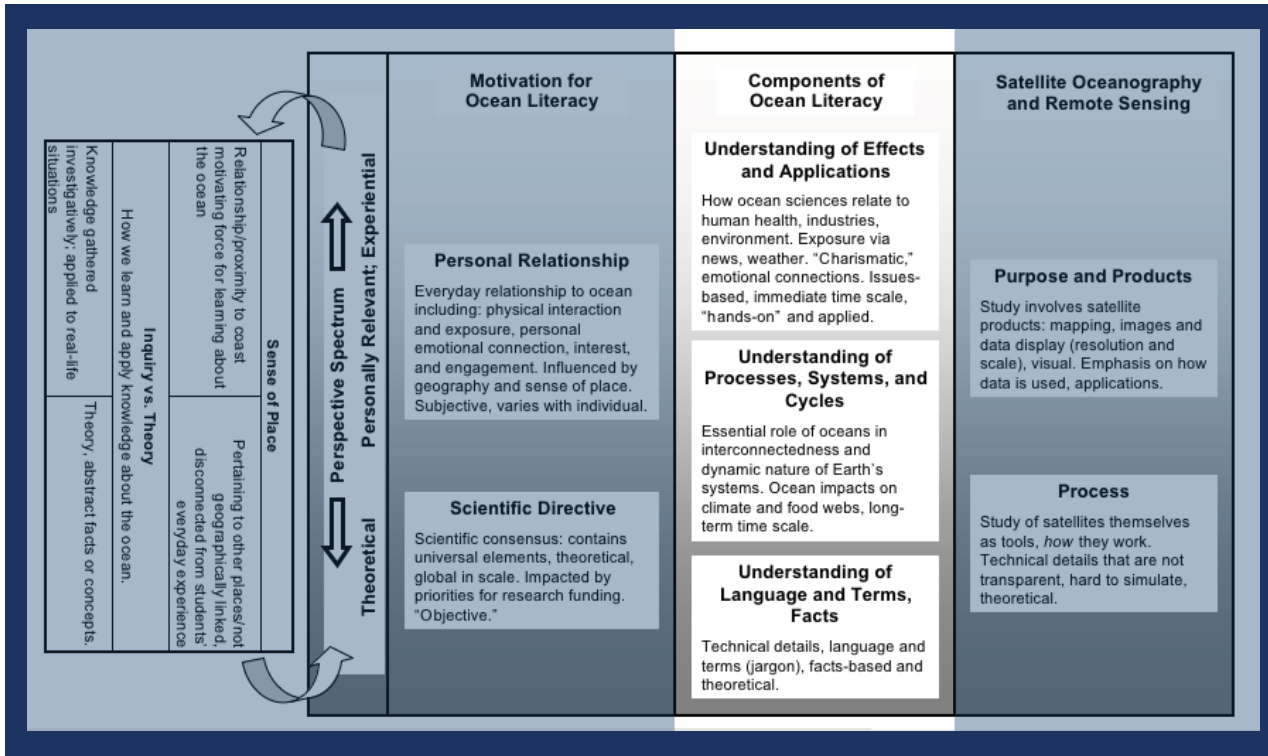 Motivation for
Ocean Literacy
Components of
Ocean Literacy
Satellite Oceanography
and Remote Sensing
Sense of Place
Relationship/proximity to coast
motivating force for learning about
the ocean
Pertaining to other places/not
geographically linked,
disconnected from students'
everyday experience
Inquiry vs. Theory
How we learn and apply knowledge about the ocean.
Knowledge gathered
investigatively; applied to real-life
situations
Theory, abstract facts or concepts.
Perspective Spectrum
Personally Relevant; Experiential
Theoretical
Personal Relationship
Everyday relationship to ocean
including: physical interaction
and exposure, personal
emotional connection, interest,
and engagement. Influenced by
geography and sense of place.
Subjective, varies with individual.
Scientific Directive
Scientific consensus: contains
universal elements, theoretical,
global in scale. Impacted by
priorities for research funding.
“Objective.”
Understanding of Effects
and Applications
How ocean sciences relate to
human health, industries,
environment. Exposure via
news, weather. “Charismatic,”
emotional connections. Issues-
based, immediate time scale,
“hands-on” and applied.
Understanding of
Processes, Systems, and
Cycles
Essential role of oceans in
interconnectedness and
dynamic nature of Earth's
systems. Ocean impacts on
climate and food webs, long-
term time scale.
Understanding of
Language and Terms,
Facts
Technical details, language and
terms (jargon), facts-based and
theoretical.
Purpose and Products
Study involves satellite
products: mapping, images and
data display (resolution and
scale), visual. Emphasis on how
data is used, applications.
Process
Study of satellites themselves
as tools, how they work.
Technical details that are not
transparent, hard to simulate,
theoretical.